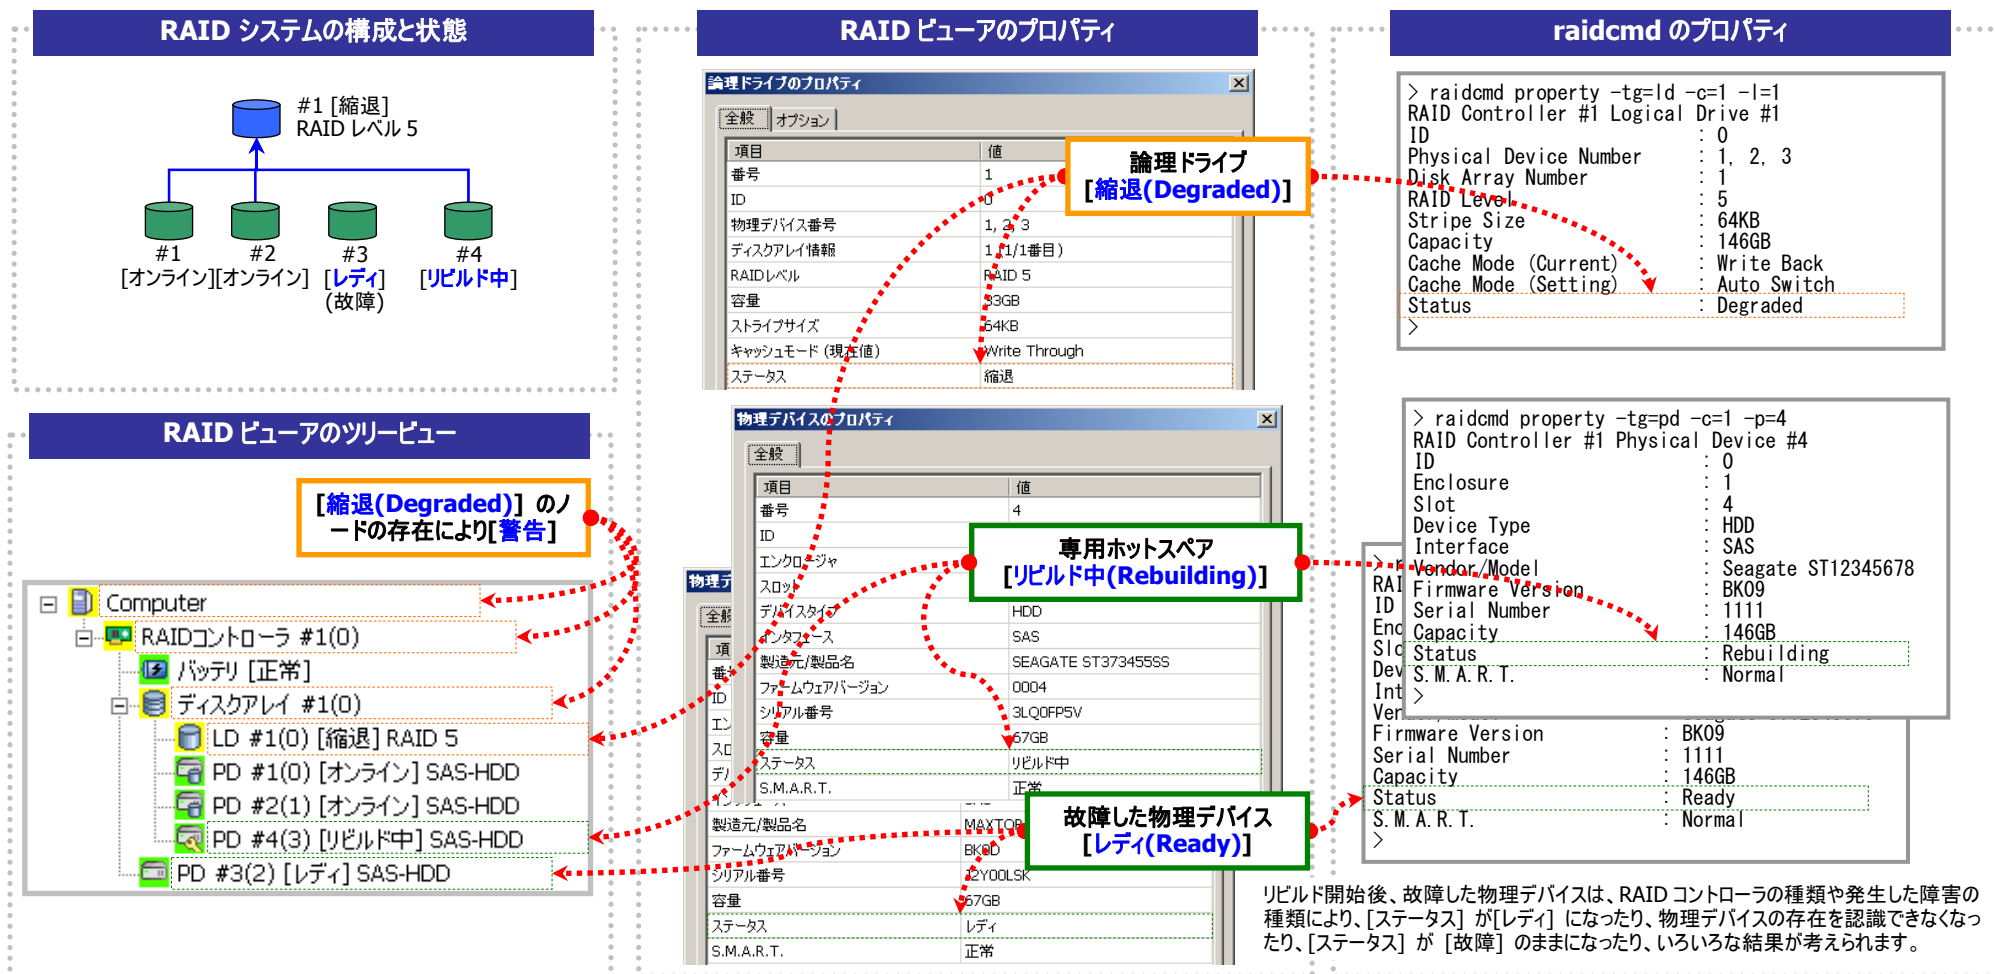 RAID システムの構成と状態
#1 [縮退]
RAID レベル 5
#1
[オンライン]
#2
[オンライン]
#3
[レディ]
(故障)
#4
[リビルド中]
RAID ビューアのツリービュー
[縮退(Degraded)] のノ
ードの存在により[警告]
Computer
RAIDコントローラ #1(0)
バッテリ [正常]
ディスクアレイ #1(0)
LD #1(0) [縮退] RAID 5
PD #1(0) [オンライン] SAS-HDD
PD #2(1) [オンライン] SAS-HDD
PD #4(3) [リビルド中] SAS-HDD
PD #3(2) [レディ] SAS-HDD
RAID ビューアのプロパティ
論理ドライブのプロパティ
全般 オプション
項目 値
番号 1
ID 0
物理デバイス番号 1, 2, 3
ディスクアレイ情報 1 (1/1番目)
RAIDレベル RAID 5
容量 33GB
ストライプサイズ 64KB
キャッシュモード (現在値) Write Through
ステータス 縮退
論理ドライブ
[縮退(Degraded)]
物理デバイスのプロパティ
全般
項目 値
番号 4
ID
エンクロージャ
スロット
デバイスタイプ HDD
インタフェース SAS
製造元/製品名 SEAGATE ST373455SS
ファームウェアバージョン 0004
シリアル番号 3LQ0FP5V
容量 67GB
ステータス リビルド中
S.M.A.R.T. 正常
専用ホットスペア
[リビルド中(Rebuilding)]
製造元/製品名 MAXTOR
ファームウェアバージョン
シリアル番号 J2Y00LSK
容量 67GB
ステータス レディ
S.M.A.R.T. 正常
故障した物理デバイス
[レディ(Ready)]
raidcmd のプロパティ
> raidcmd property -tg=ld -c=1 -l=1
RAID Controller #1 Logical Drive #1
ID : 0
Physical Device Number : 1, 2, 3
Disk Array Number : 1
RAID Level : 5
Stripe Size : 64KB
Capacity : 146GB
Cache Mode (Current) : Write Back
Cache Mode (Setting) : Auto Switch
Status : Degraded
>
> raidcmd property -tg=pd -c=1 -p=4
RAID Controller #1 Physical Device #4
ID : 0
Enclosure : 1
Slot : 4
Device Type : HDD
Interface : SAS
Vendor/Model : Seagate ST12345678
Firmware Version : BK09
Serial Number : 1111
Capacity : 146GB
Status : Rebuilding
S.M.A.R.T. : Normal
>
Firmware Version : BK09
Serial Number : 1111
Capacity : 146GB
Status : Ready
S.M.A.R.T. : Normal
>
リビルド開始後、故障した物理デバイスは、RAID コントローラの種類や発生した障害の
種類により、[ステータス] が[レディ] になったり、物理デバイスの存在を認識できなくなっ
たり、[ステータス] が [故障] のままになったり、いろいろな結果が考えられます。